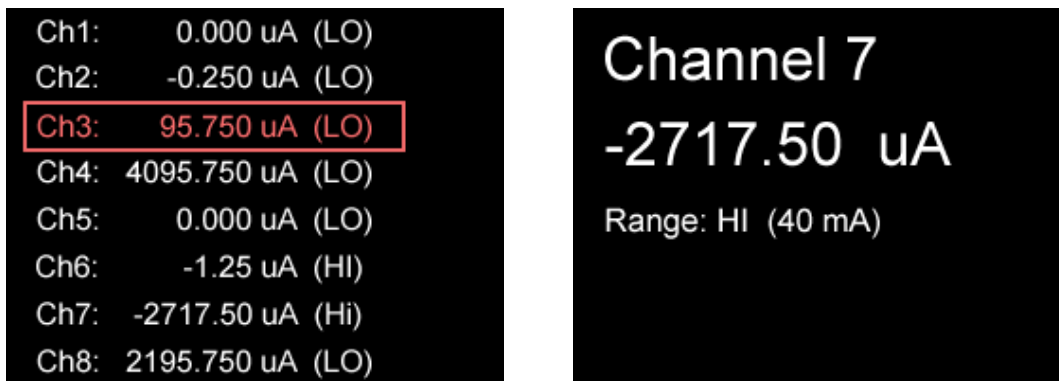 Ch1: 0.000 uA (LO)
Ch2: -0.250 uA (LO)
Ch3: 95.750 uA (LO)
Ch4: 4095.750 uA (LO)
Ch5: 0.000 uA (LO)
Ch6: -1.25 uA (HI)
Ch7: -2717.50 uA (Hi)
Ch8: 2195.750 uA (LO)
Channel 7
-2717.50 uA
Range: HI (40 mA)